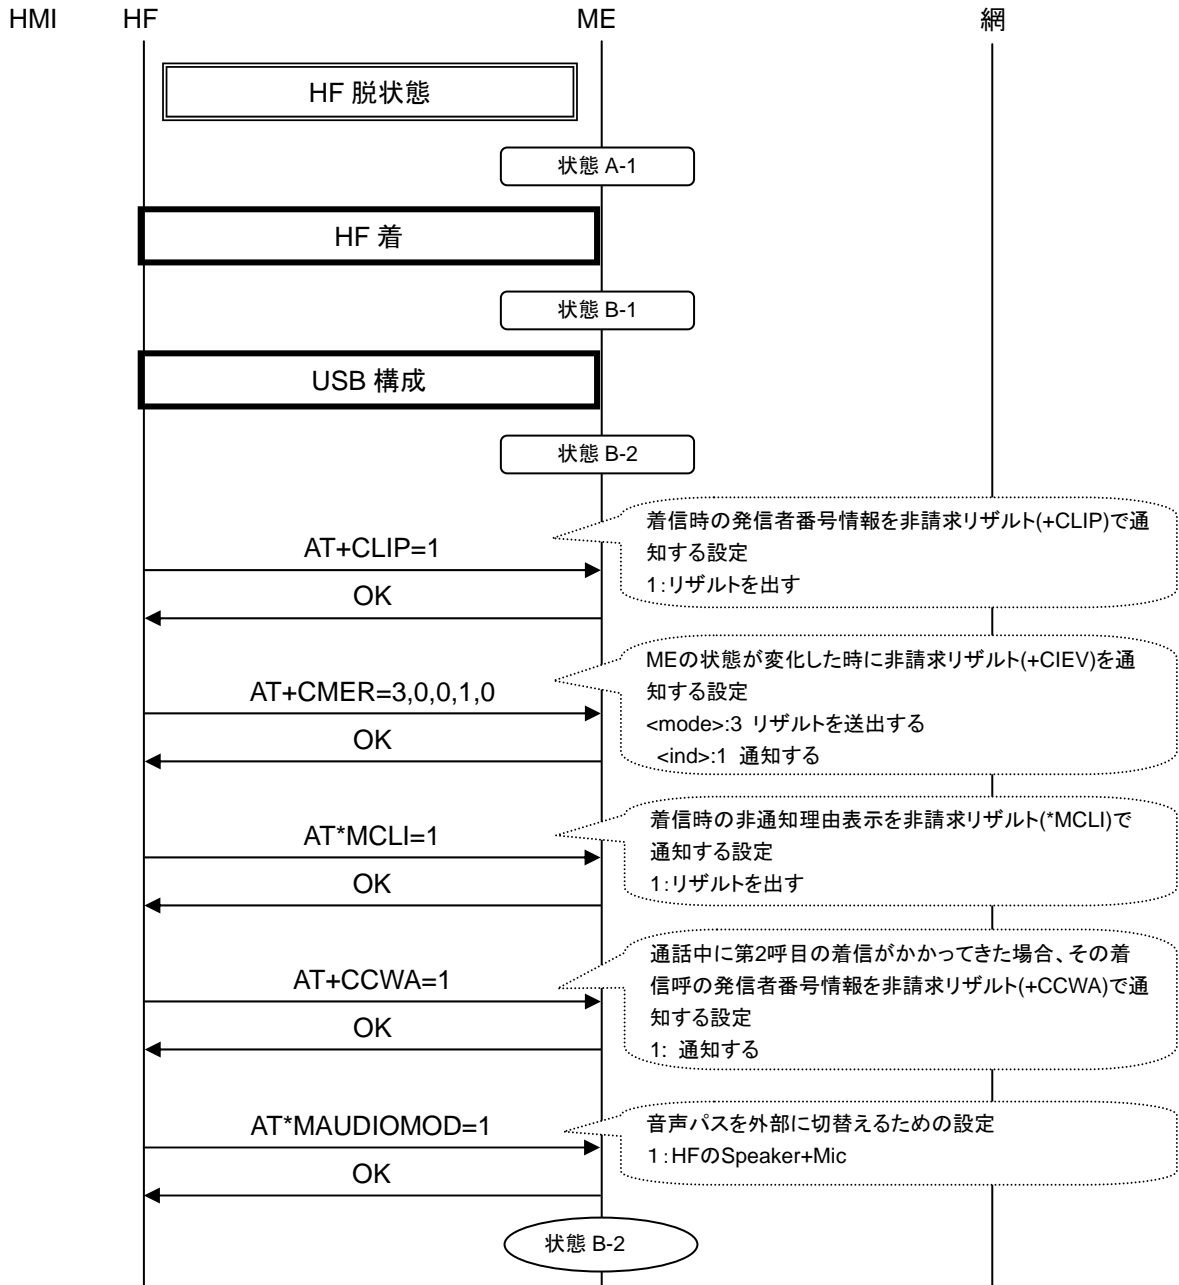 HMI
HF
ME
網
HF 脱状態
状態 A-1
HF 着
状態 B-1
USB 構成
状態 B-2
着信時の発信者番号情報を非請求リザルト(+CLIP)で通
知する設定
1:リザルトを出す
AT+CLIP=1
OK
MEの状態が変化した時に非請求リザルト(+CIEV)を通
知する設定
<mode>:3 リザルトを送出する
<ind>:1 通知する
AT+CMER=3,0,0,1,0
OK
着信時の非通知理由表示を非請求リザルト(*MCLI)で
通知する設定
1:リザルトを出す
AT*MCLI=1
OK
通話中に第2呼目の着信がかかってきた場合、その着
信呼の発信者番号情報を非請求リザルト(+CCWA)で通
知する設定
1: 通知する
AT+CCWA=1
OK
音声パスを外部に切替えるための設定
1:HFのSpeaker+Mic
AT*MAUDIOMOD=1
OK
状態 B-2